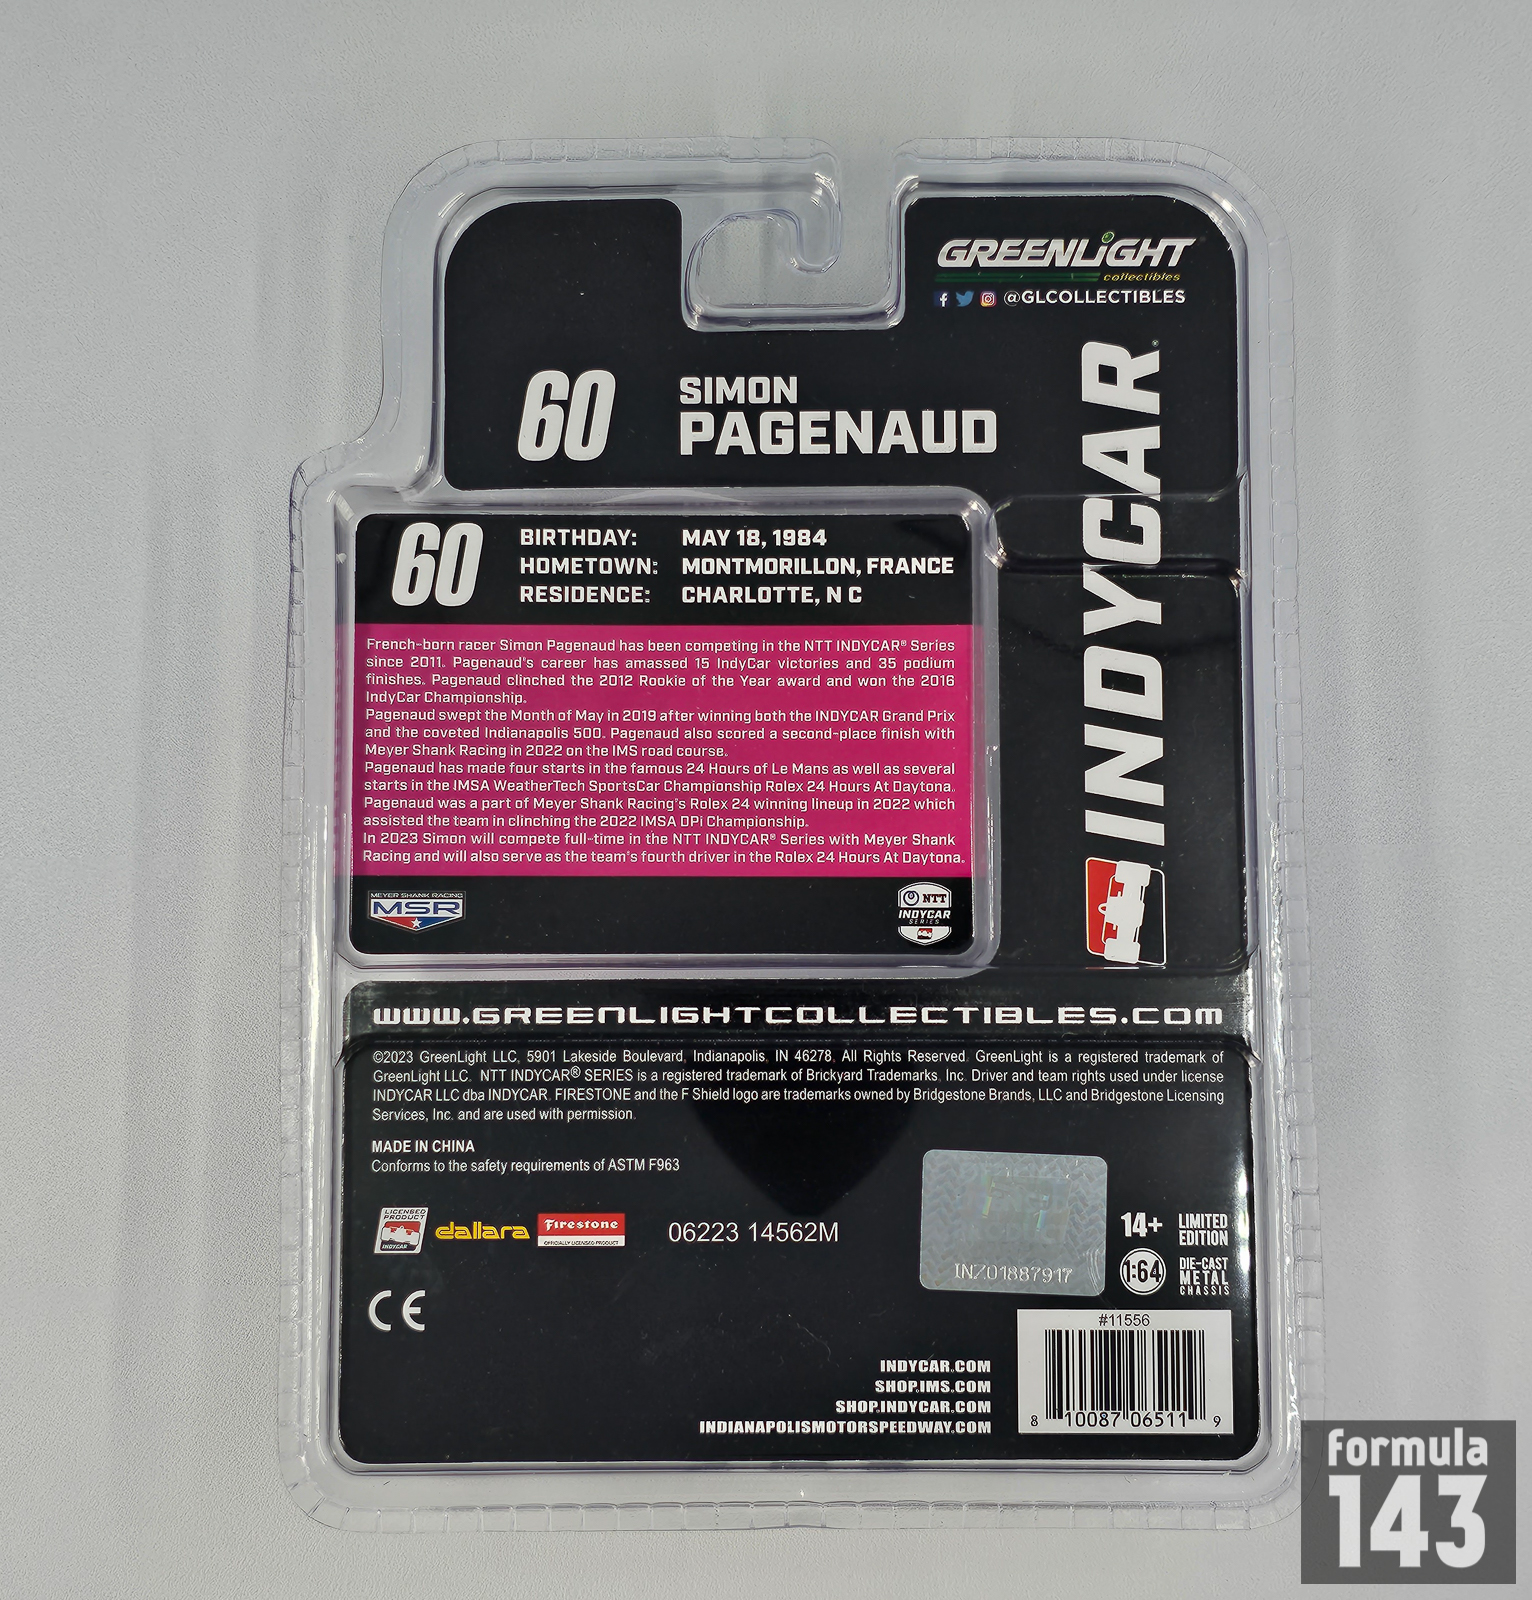 GREENLiGHT
collectibles
@GLCOLLECTIBLES
60
SIMON
PAGENAUD
INDYCAR®
60
BIRTHDAY: MAY 18, 1984
HOMETOWN: MONTMORILLON, FRANCE
RESIDENCE: CHARLOTTE, N C
French-born racer Simon Pagenaud has been competing in the NTT INDYCAR® Series
since 2011. Pagenaud's career has amassed 15 IndyCar victories and 35 podium
finishes. Pagenaud clinched the 2012 Rookie of the Year award and won the 2016
IndyCar Championship.
Pagenaud swept the Month of May in 2019 after winning both the INDYCAR Grand Prix
and the coveted Indianapolis 500. Pagenaud also scored a second-place finish with
Meyer Shank Racing in 2022 on the IMS road course.
Pagenaud has made four starts in the famous 24 Hours of Le Mans as well as several
starts in the IMSA WeatherTech SportsCar Championship Rolex 24 Hours At Daytona.
Pagenaud was a part of Meyer Shank Racing's Rolex 24 winning lineup in 2022 which
assisted the team in clinching the 2022 IMSA DPi Championship.
In 2023 Simon will compete full-time in the NTT INDYCAR® Series with Meyer Shank
Racing and will also serve as the team's fourth driver in the Rolex 24 Hours At Daytona.
MEYER SHANK RACING
MSR
NTT
INDYCAR
SERIES
WWW.GREENLIGHTCOLLECTIBLES.COM
©2023 GreenLight LLC, 5901 Lakeside Boulevard, Indianapolis, IN 46278. All Rights Reserved. GreenLight is a registered trademark of
GreenLight LLC. NTT INDYCAR® SERIES is a registered trademark of Brickyard Trademarks, Inc. Driver and team rights used under license
INDYCAR LLC dba INDYCAR. FIRESTONE and the F Shield logo are trademarks owned by Bridgestone Brands, LLC and Bridgestone Licensing
Services, Inc. and are used with permission.
MADE IN CHINA
Conforms to the safety requirements of ASTM F963
LICENSED
PRODUCT
INDYCAR
dallara
Firestone
OFFICIALLY LICENSED PRODUCT
06223 14562M
INZ01887917
14+
LIMITED
EDITION
1:64
DIE-CAST
METAL
CHASSIS
CE
#11556
8 10087 06511 9
INDYCAR.COM
SHOP.IMS.COM
SHOP.INDYCAR.COM
INDIANAPOLISMOTORSPEEDWAY.COM
formula
143